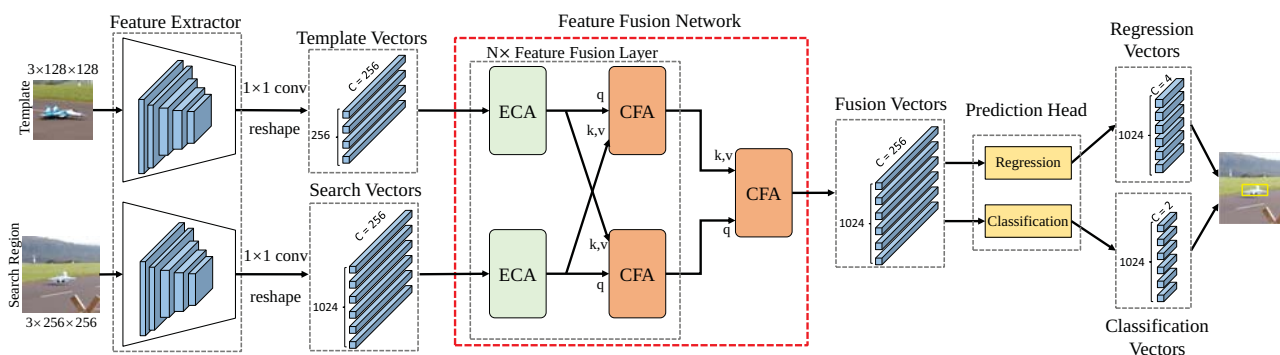 Feature Extractor
Template
3×128×128
1×1 conv
reshape
Template Vectors
C = 256
256
Search Region
3×256×256
1×1 conv
reshape
Search Vectors
C = 256
1024
Feature Fusion Network
N× Feature Fusion Layer
ECA
q
k,v
CFA
ECA
k,v
q
CFA
k,v
q
CFA
Fusion Vectors
C = 256
1024
Prediction Head
Regression
Classification
Regression
Vectors
C = 4
1024
C = 2
1024
Classification
Vectors